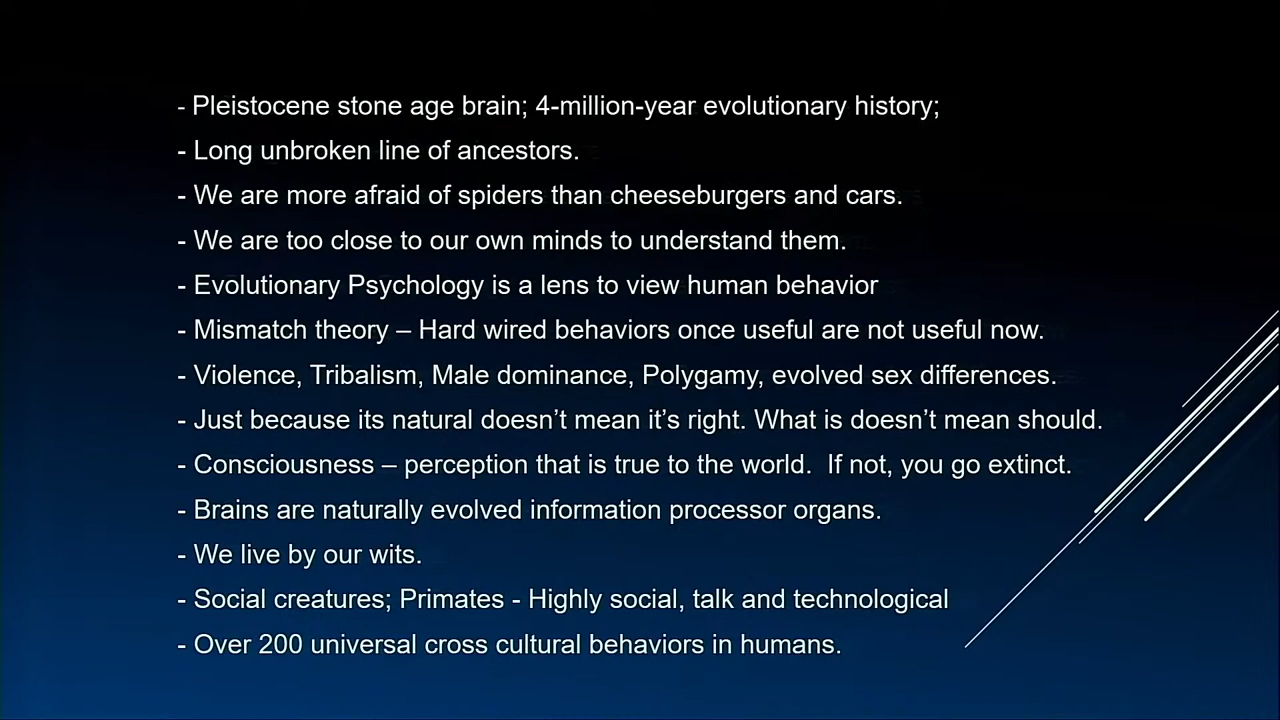 - Pleistocene stone age brain; 4-million-year evolutionary history;
- Long unbroken line of ancestors.
- We are more afraid of spiders than cheeseburgers and cars.
- We are too close to our own minds to understand them.
- Evolutionary Psychology is a lens to view human behavior
- Mismatch theory – Hard wired behaviors once useful are not useful now.
- Violence, Tribalism, Male dominance, Polygamy, evolved sex differences.
- Just because its natural doesn’t mean it’s right. What is doesn’t mean should.
- Consciousness – perception that is true to the world.  If not, you go extinct.
- Brains are naturally evolved information processor organs.
- We live by our wits.
- Social creatures; Primates - Highly social, talk and technological
- Over 200 universal cross cultural behaviors in humans.